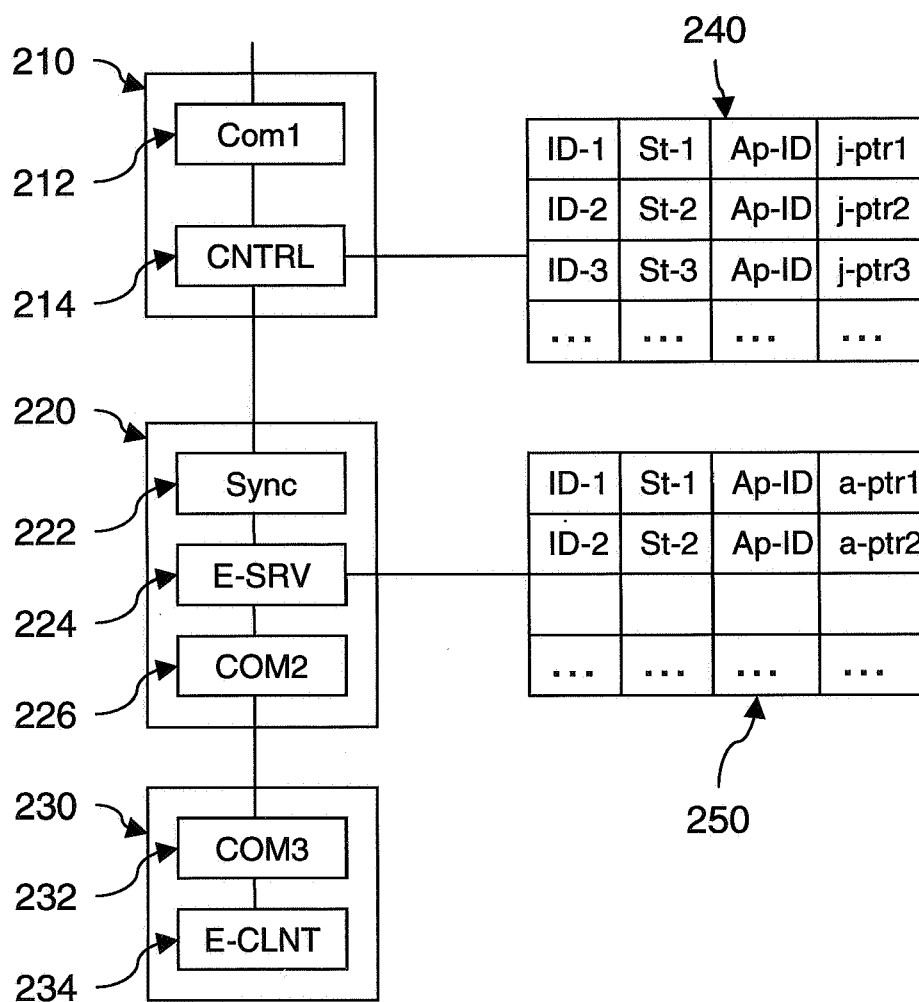 240
210
Com1
212
CNTRL
214
ID-1 St-1 Ap-ID j-ptr1
ID-2 St-2 Ap-ID j-ptr2
ID-3 St-3 Ap-ID j-ptr3
... ... ... ...
220
Sync
222
E-SRV
224
COM2
226
ID-1 St-1 Ap-ID a-ptr1
ID-2 St-2 Ap-ID a-ptr2
... ... ... ...
250
230
COM3
232
E-CLNT
234